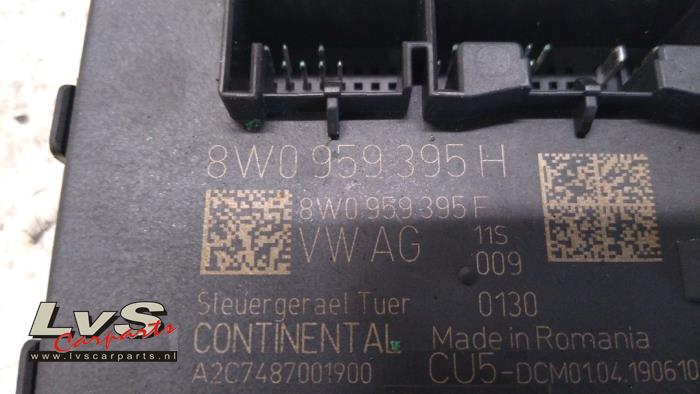 8W0 959 395 H
8W0 959 395 F
VW AG
11S
009
Steuergerael Tuer
0130
CONTINENTAL
Made in Romania
A2C7487001900
CU5-DCM01.04.190610
LvS
Carparts
www.lvscarparts.nl